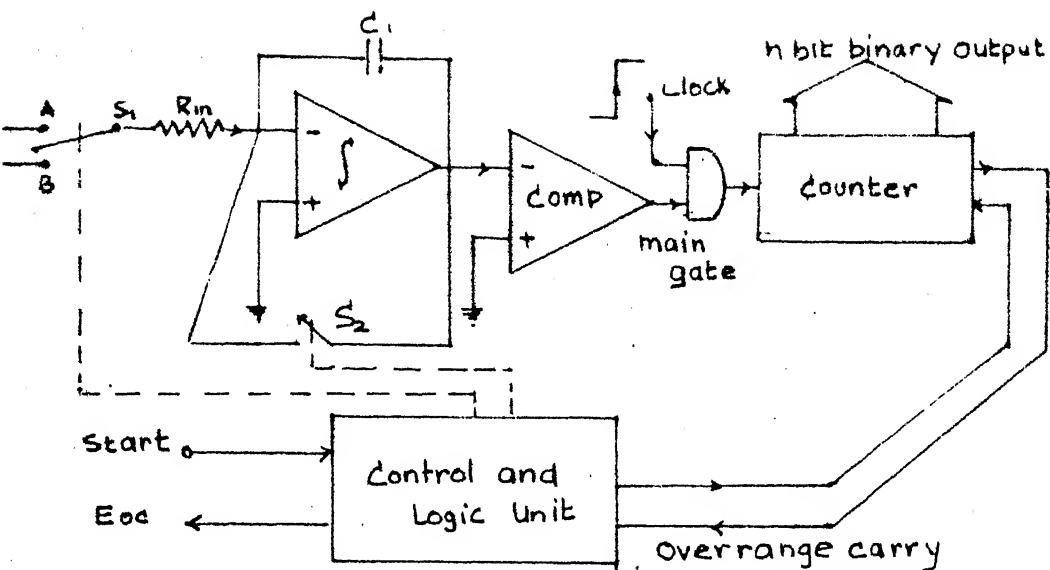 C1
n bit binary output
Clock
A
S1
Rin
B
-
∫
+
-
Comp
+
main
gate
Counter
S2
Start
Control and
Logic Unit
Eoc
Overrange carry